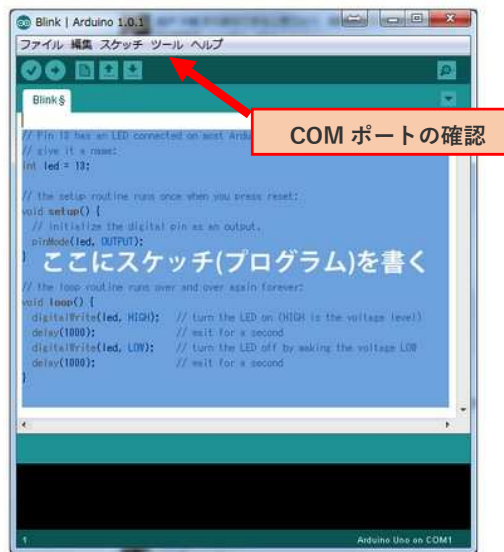 Blink | Arduino 1.0.1
ファイル 編集 スケッチ ツール ヘルプ
Blink§
COM ポートの確認
// Pin 13 has an LED connected on most Ardu
// give it a name:
int led = 13;
// the setup routine runs once when you press reset:
void setup() {
// initialize the digital pin as an output.
pinMode(led, OUTPUT);
}
ここにスケッチ(プログラム)を書く
// the loop routine runs over and over again forever:
void loop() {
digitalWrite(led, HIGH); // turn the LED on (HIGH is the voltage level)
delay(1000); // wait for a second
digitalWrite(led, LOW); // turn the LED off by making the voltage LOW
delay(1000); // wait for a second
}
1
Arduino Uno on COM1